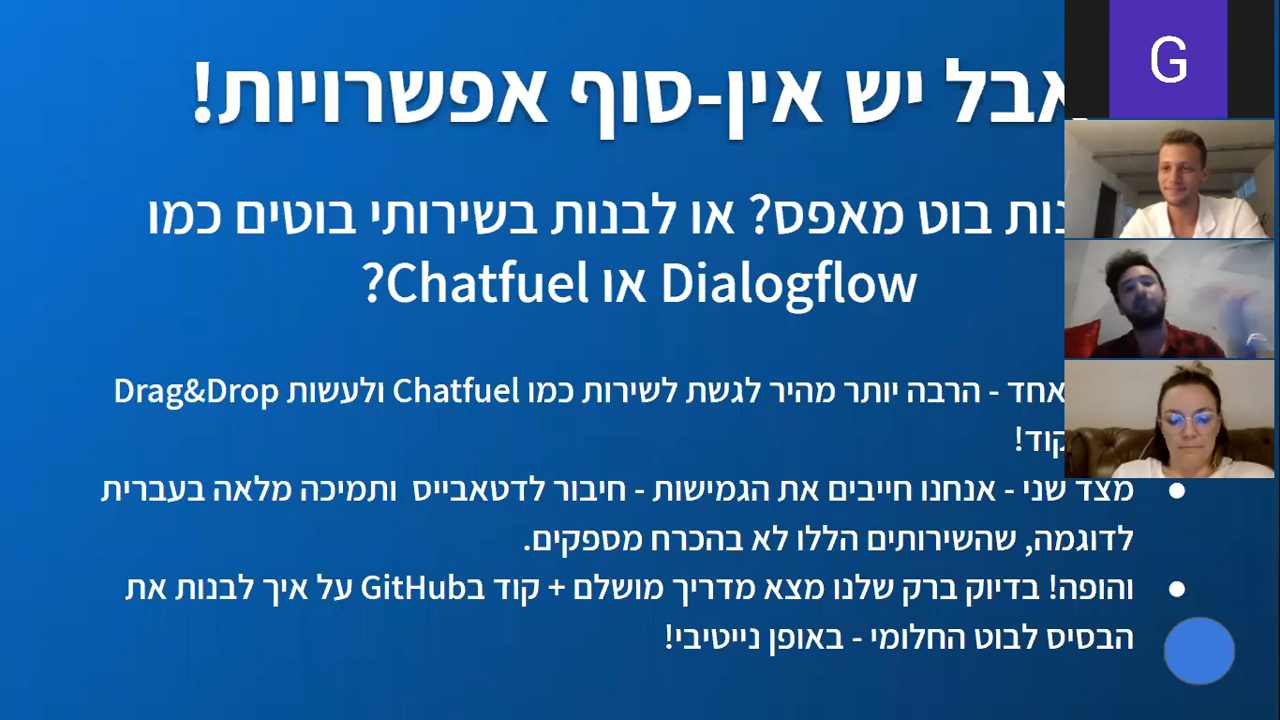 אבל יש אין-סוף אפשרויות!
בוט מאפס? או לבנות בשירותי בוטים כמו
Dialogflow או Chatfuel?
אחד - הרבה יותר מהיר לגשת לשירות כמו Chatfuel ולעשות Drag&Drop
קוד!
מצד שני - אנחנו חייבים את הגמישות - חיבור לדטאבייס ותמיכה מלאה בעברית
לדוגמה, שהשירותים הללו לא בהכרח מספקים.
והופה! בדיוק ברק שלנו מצא מדריך מושלם + קוד בGitHub על איך לבנות את
הבסיס לבוט החלומי - באופן נייטיבי!
G